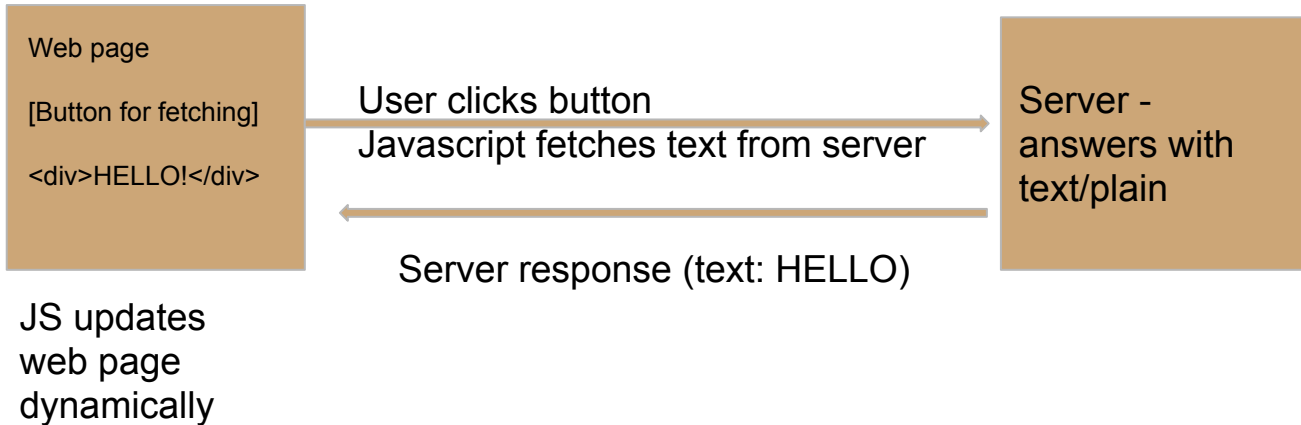 Web page
[Button for fetching]
<div>HELLO!</div>
User clicks button
Javascript fetches text from server
Server response (text: HELLO)
Server -
answers with
text/plain
JS updates
web page
dynamically